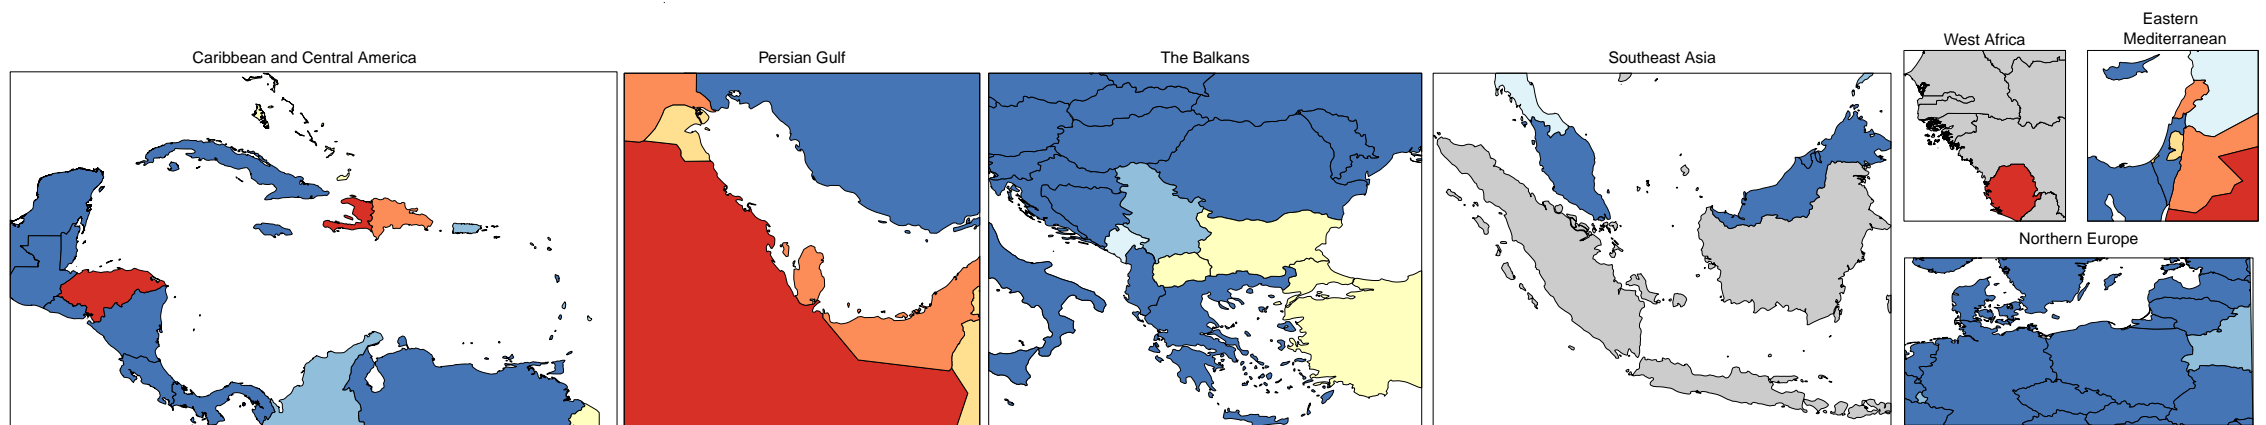 Caribbean and Central America
Persian Gulf
The Balkans
Southeast Asia
West Africa
Eastern
Mediterranean
Northern Europe